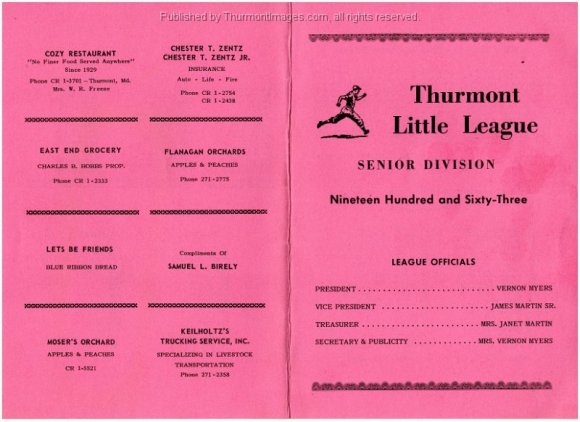 Published by ThurmontImages.com, all rights reserved.
COZY RESTAURANT
"No Finer Food Served Anywhere"
Since 1929
Phone CR 1-3701 - Thurmont, Md.
Mrs. W. R. Freeze
CHESTER T. ZENTZ
CHESTER T. ZENTZ JR.
INSURANCE
Auto - Life - Fire
Phone CR 1-2754
CR 1-2438
EAST END GROCERY
CHARLES B. HOBBS PROP.
Phone CR 1-2333
FLANAGAN ORCHARDS
APPLES & PEACHES
Phone 271-2775
LETS BE FRIENDS
BLUE RIBBON BREAD
Compliments Of
SAMUEL L. BIRELY
MOSER'S ORCHARD
APPLES & PEACHES
CR 1-5821
KEILHOLTZ'S
TRUCKING SERVICE, INC.
SPECIALIZING IN LIVESTOCK
TRANSPORTATION
Phone 271-2358
Thurmont
Little League
SENIOR DIVISION
Nineteen Hundred and Sixty-Three
LEAGUE OFFICIALS
PRESIDENT . . . . . . . . . . . . . . . . . . . . . . . . . . . VERNON MYERS
VICE PRESIDENT . . . . . . . . . . . . . . . . . . . . . JAMES MARTIN SR.
TREASURER . . . . . . . . . . . . . . . . . . . . . . . MRS. JANET MARTIN
SECRETARY & PUBLICITY . . . . . . . . . . . . . MRS. VERNON MYERS